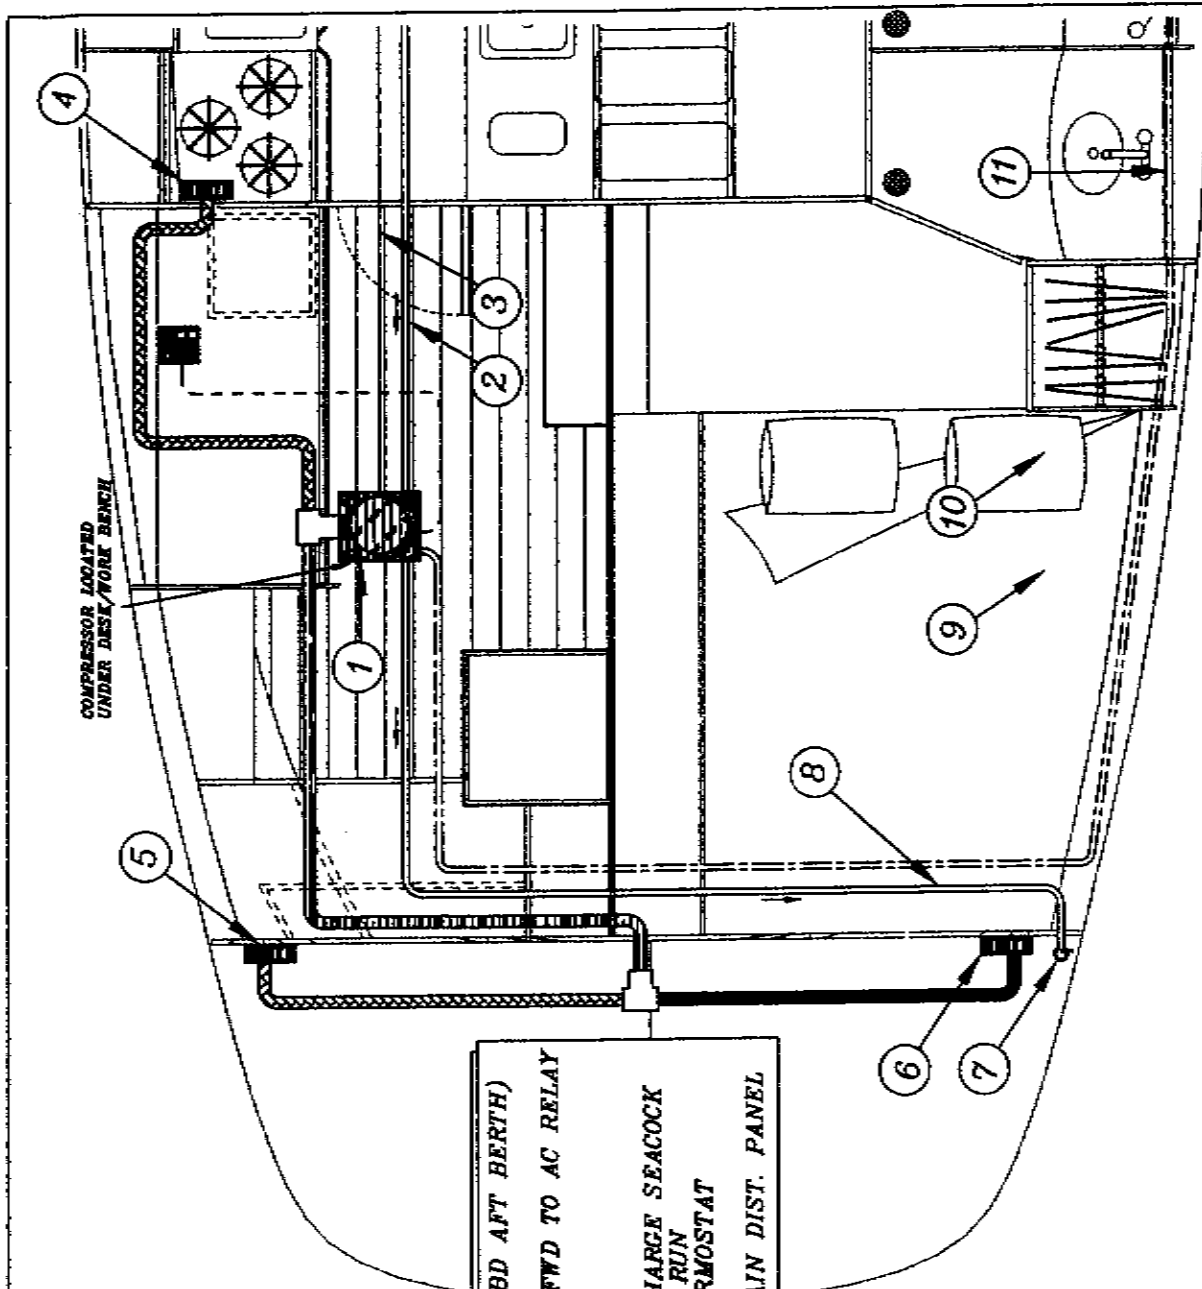 COMPRESSOR LOCATED
UNDER DESK/WORK BENCH
4
5
1
3
2
11
10
9
8
6
7
BD AFT BERTH)
FWD TO AC RELAY
HARGE SEACOCK
RUN
RMOSTAT
AIN DIST. PANEL